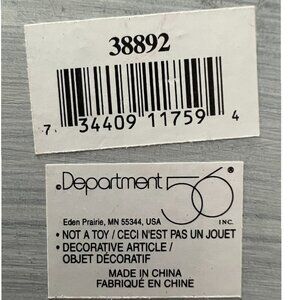 38892
7 34409 11759 4
Department 56®
INC.
Eden Prairie, MN 55344, USA
• NOT A TOY / CECI N'EST PAS UN JOUET
• DECORATIVE ARTICLE /
OBJET DÉCORATIF
MADE IN CHINA
FABRIQUÉ EN CHINE